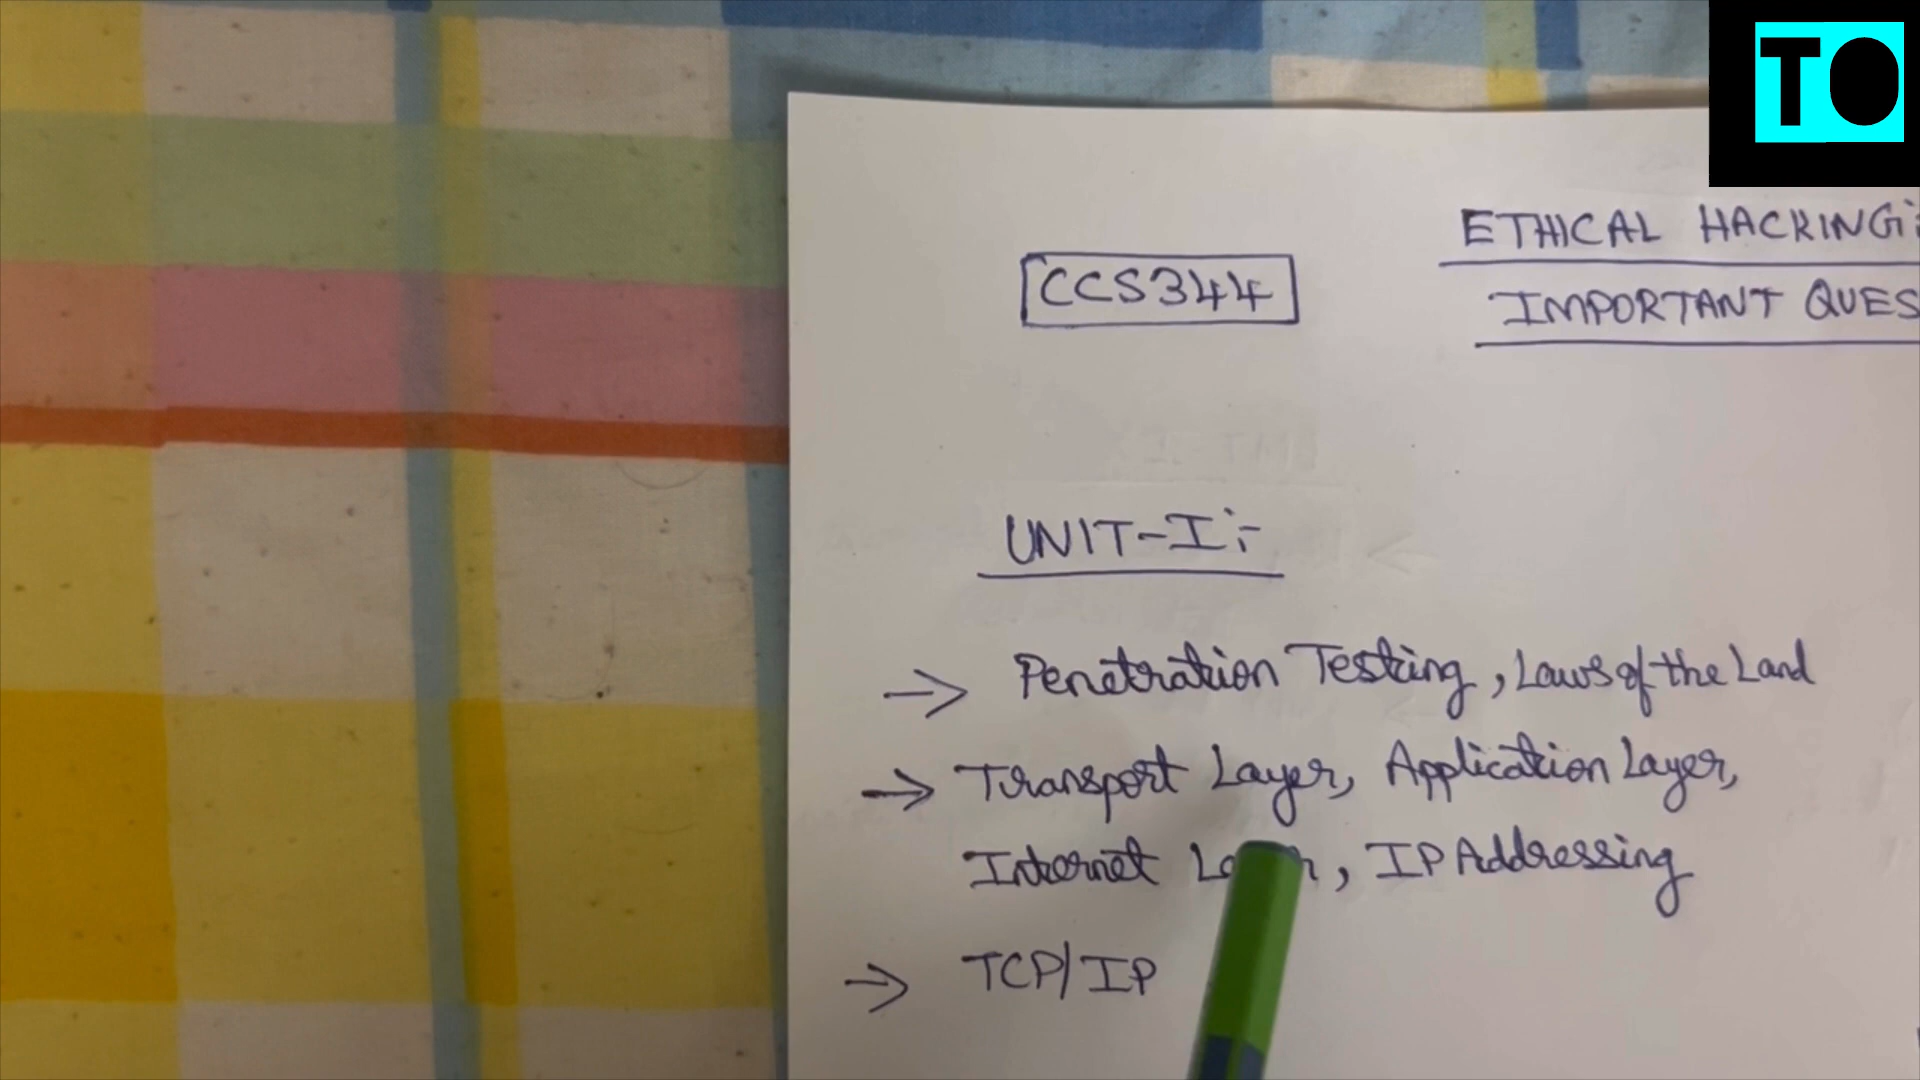 TO
ETHICAL HACKING:
CCS344
IMPORTANT QUES
UNIT-I:-
→ Penetration Testing, Laws of the Land
→ Transport Layer, Application Layer,
Internet , IP Addressing
→ TCP/IP